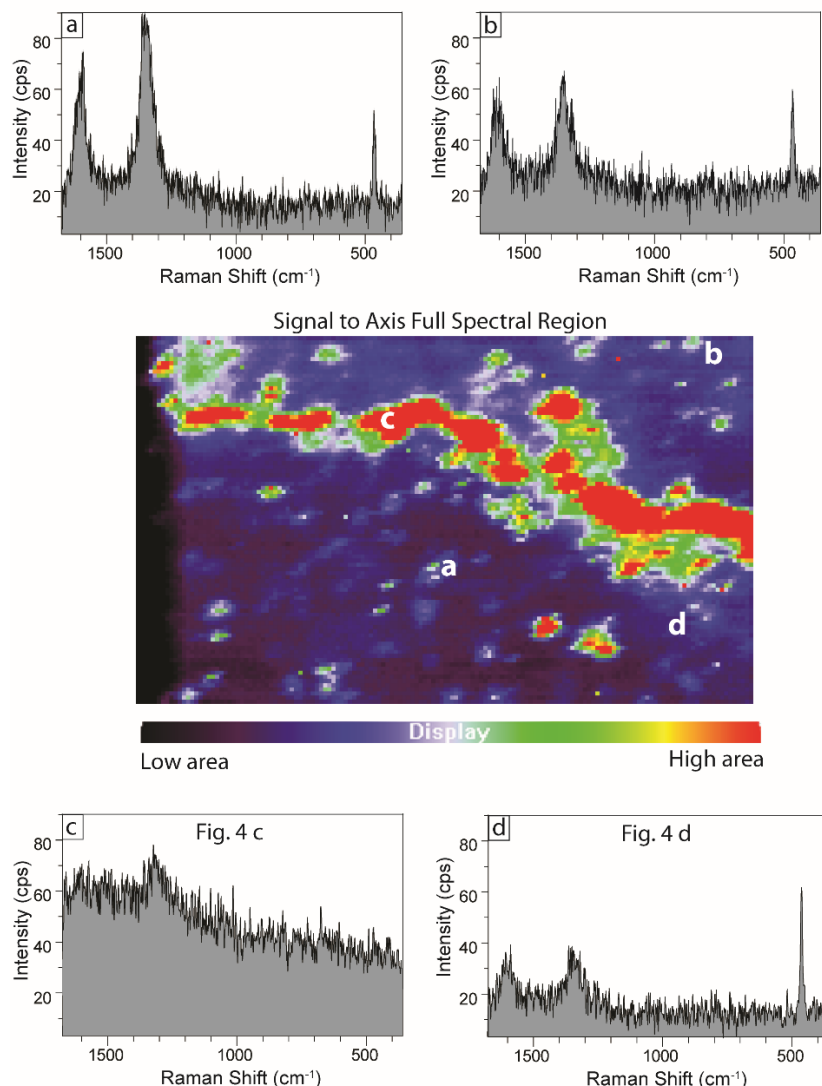 a
80
60
40
20
Intensity (cps)
1500
1000
500
Raman Shift (cm⁻¹)
b
80
60
40
20
Intensity (cps)
1500
1000
500
Raman Shift (cm⁻¹)
Signal to Axis Full Spectral Region
b
c
a
d
Display
Low area
High area
c
Fig. 4 c
80
60
40
20
Intensity (cps)
1500
1000
500
Raman Shift (cm⁻¹)
d
Fig. 4 d
80
60
40
20
Intensity (cps)
1500
1000
500
Raman Shift (cm⁻¹)